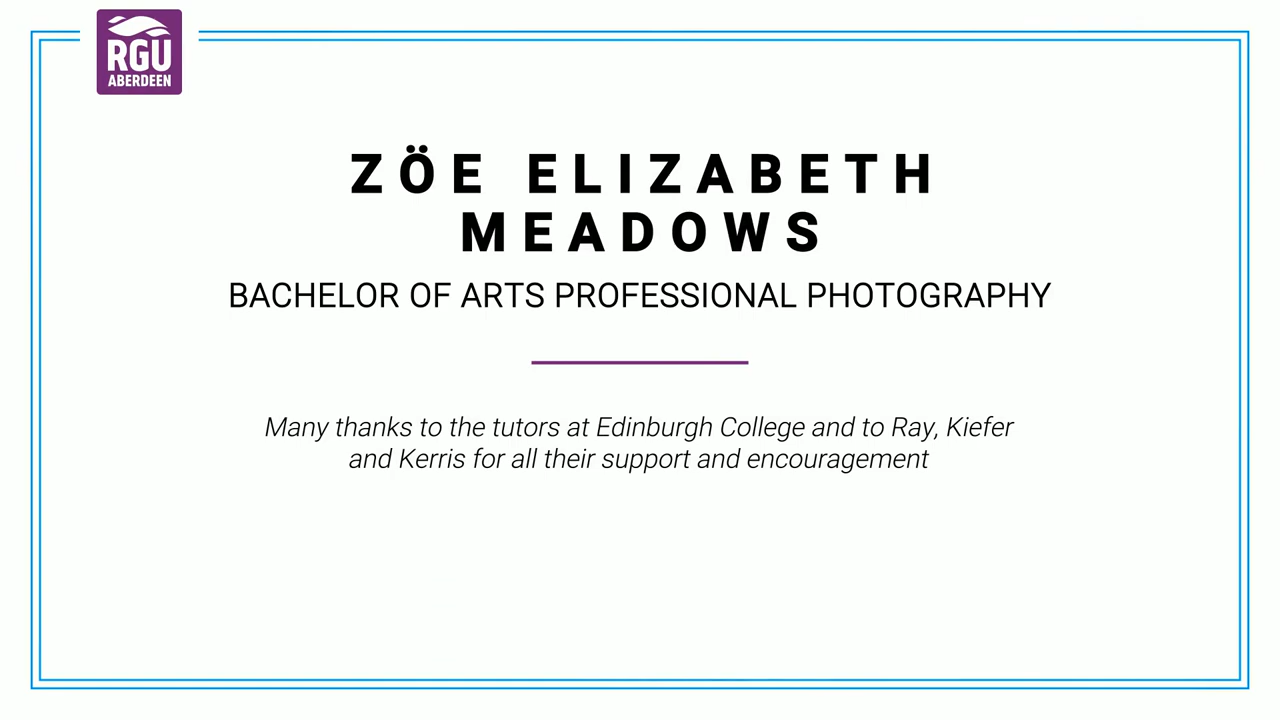 RGU
ABERDEEN
ZÖE ELIZABETH
MEADOWS
BACHELOR OF ARTS PROFESSIONAL PHOTOGRAPHY
Many thanks to the tutors at Edinburgh College and to Ray, Kiefer
and Kerris for all their support and encouragement